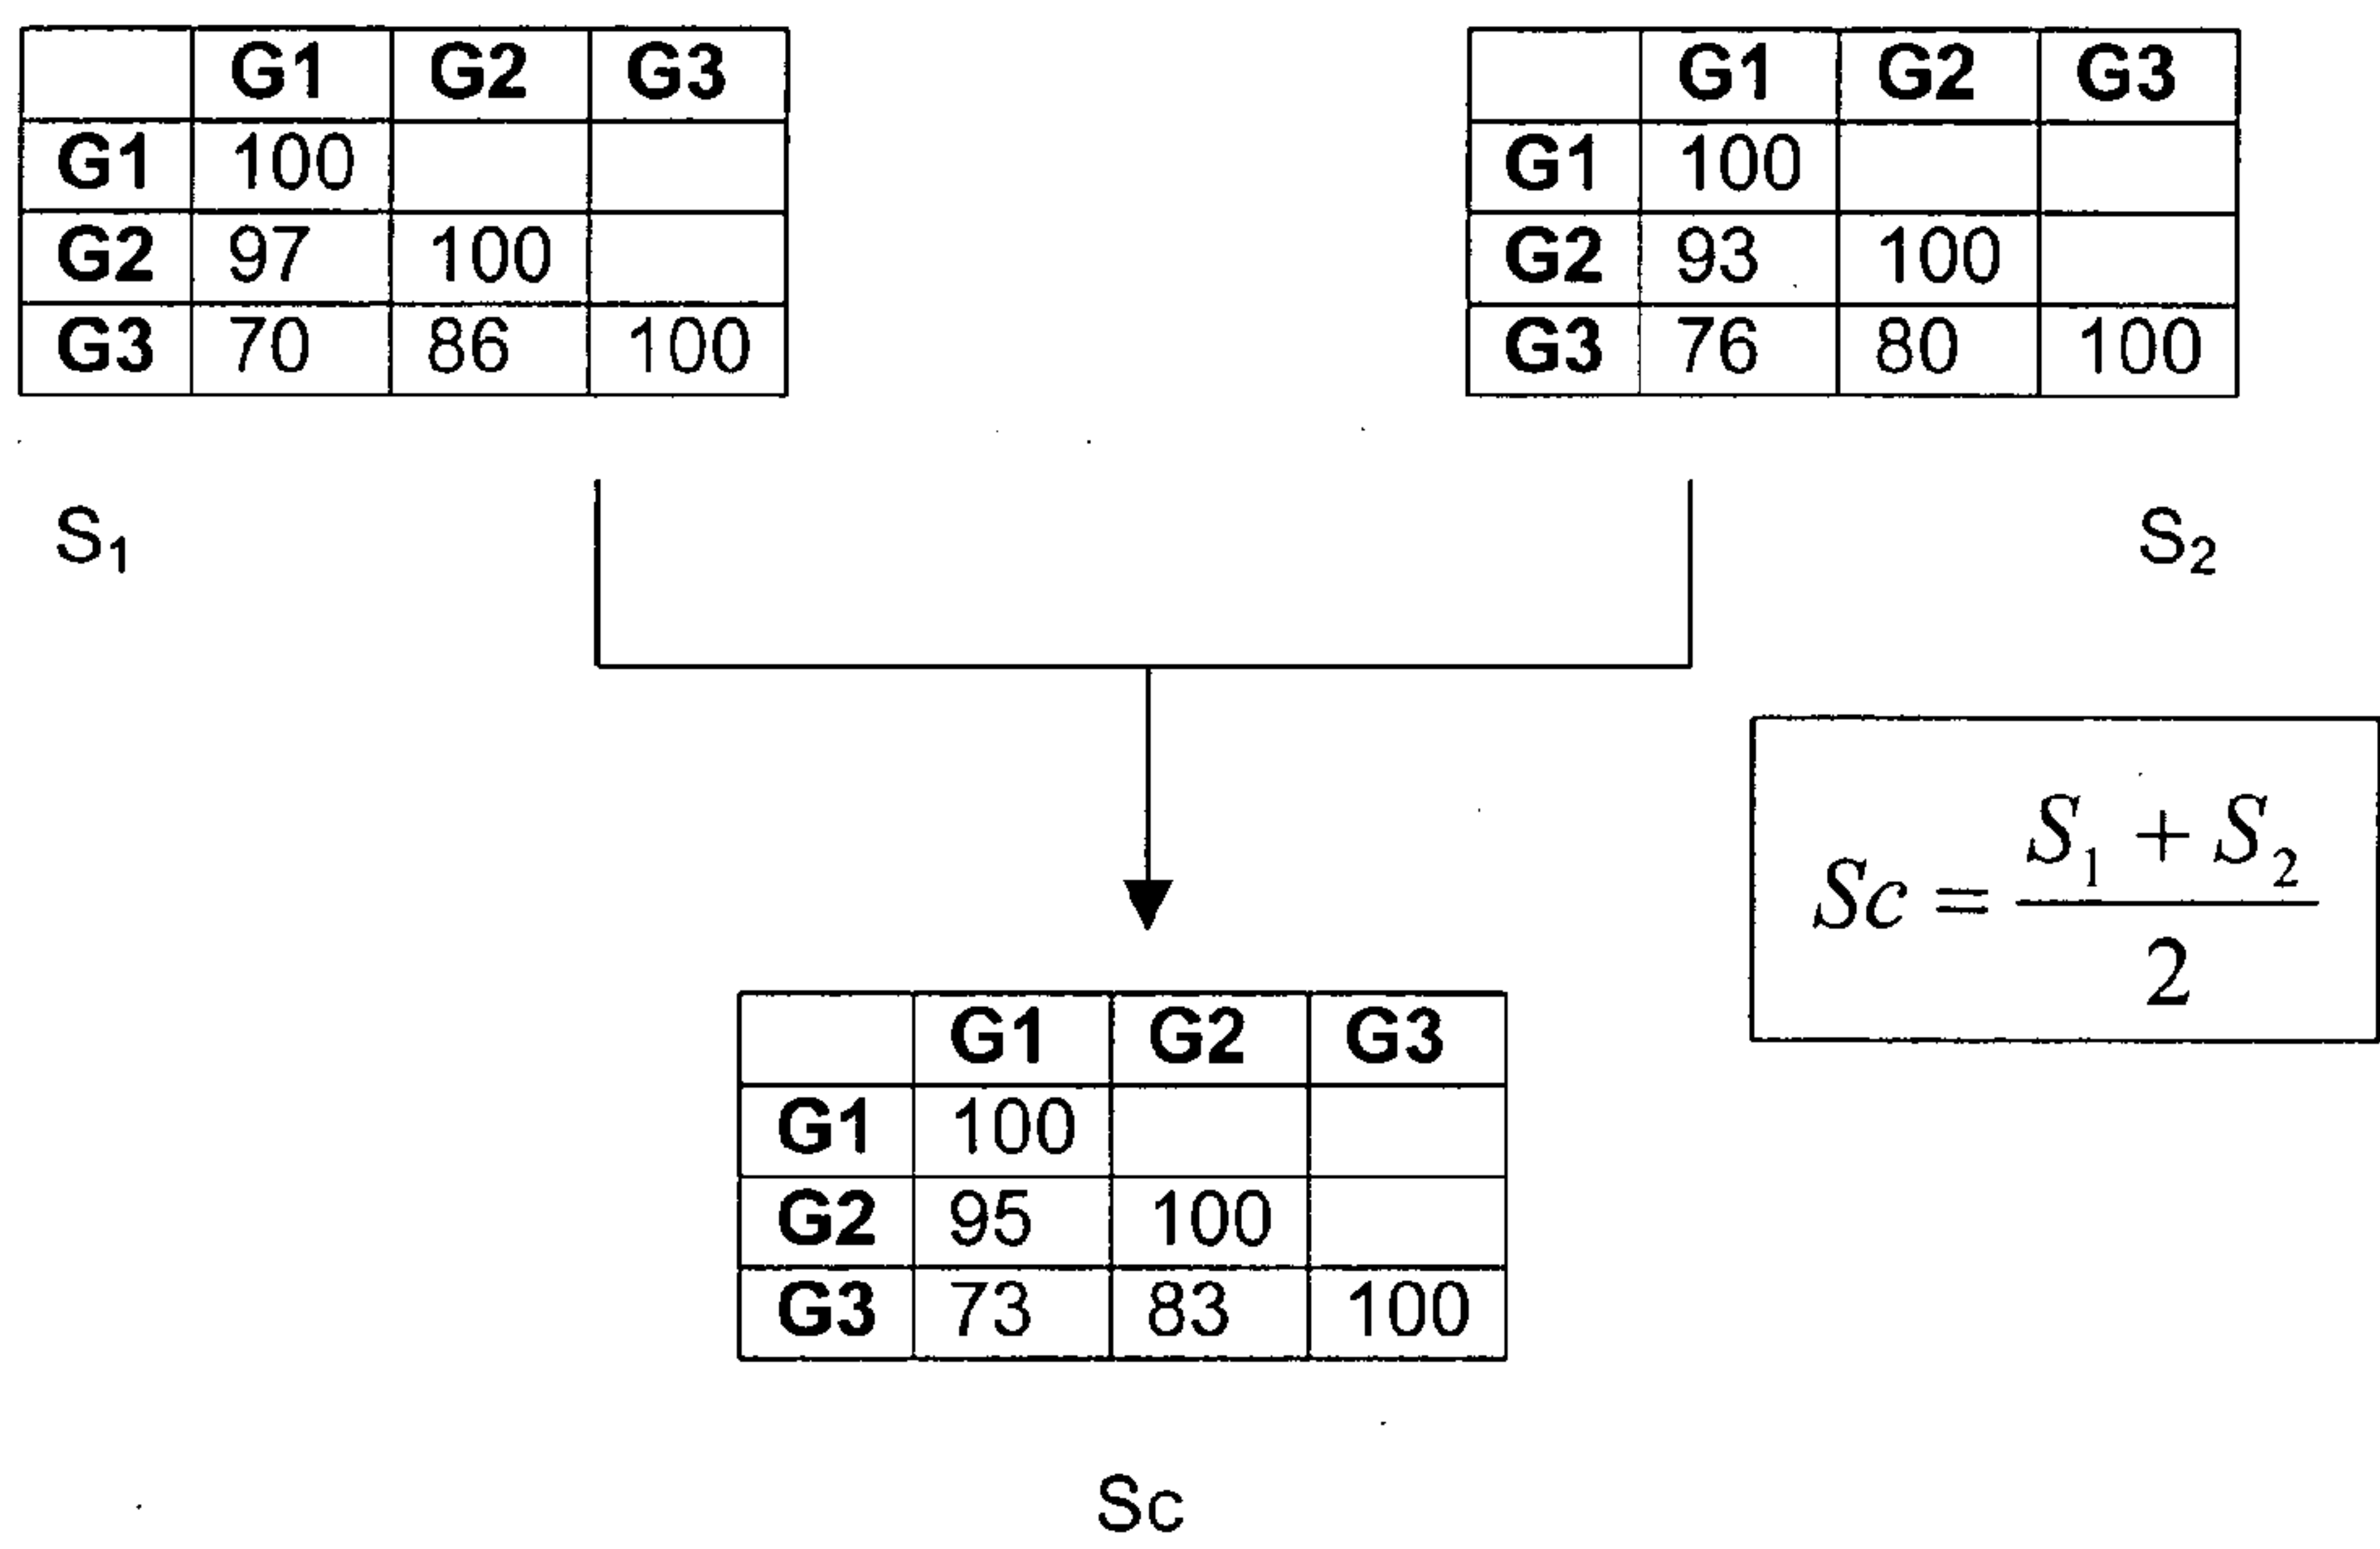 G1 G2 G3
G1 100
G2 97 100
G3 70 86 100
S₁
G1 G2 G3
G1 100
G2 93 100
G3 76 80 100
S₂
Sc = (S₁ + S₂) / 2
G1 G2 G3
G1 100
G2 95 100
G3 73 83 100
Sc